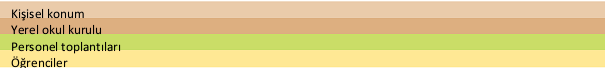 Kişisel konum
Yerel okul kurulu
Personel toplantıları
Öğrenciler